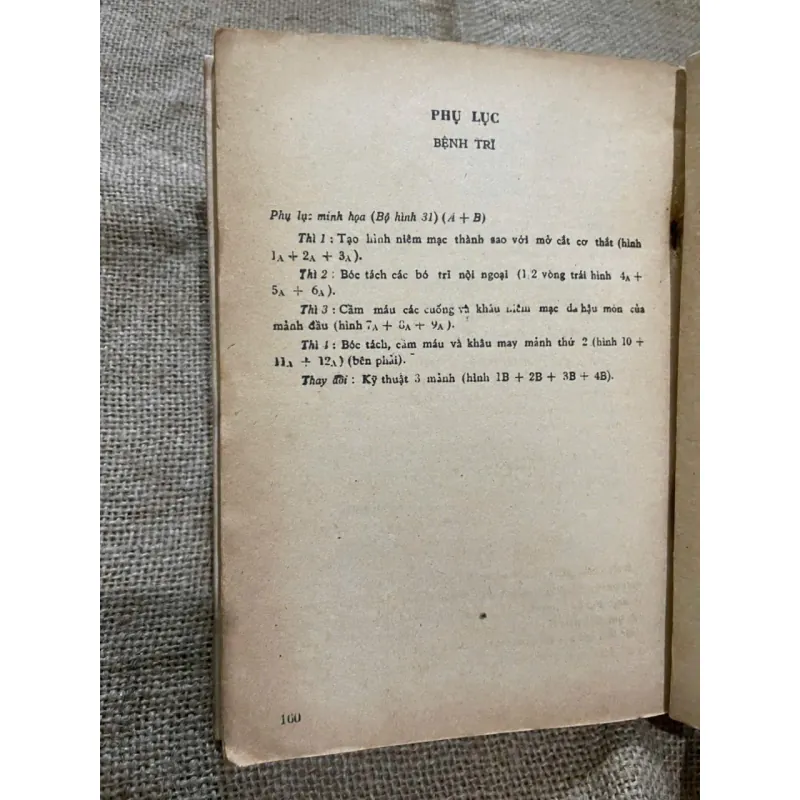 PHỤ LỤC
BỆNH TRĨ
Phụ lục minh họa (Bộ hình 31) (A + B)
Thì 1 : Tạo hình niêm mạc thành sao với mở cắt cơ thắt (hình
1A + 2A + 3A).
Thì 2 : Bóc tách các bó trĩ nội ngoại (1/2 vòng trái hình 4A +
5A + 6A).
Thì 3 : Cầm máu các cuống và khâu niêm mạc da hậu môn của
mảnh đầu (hình 7A + 8A + 9A).
Thì 4 : Bóc tách, cầm máu và khâu may mảnh thứ 2 (hình 10 +
11A + 12A) (bên phải).
Thay đổi : Kỹ thuật 3 mảnh (hình 1B + 2B + 3B + 4B).
160